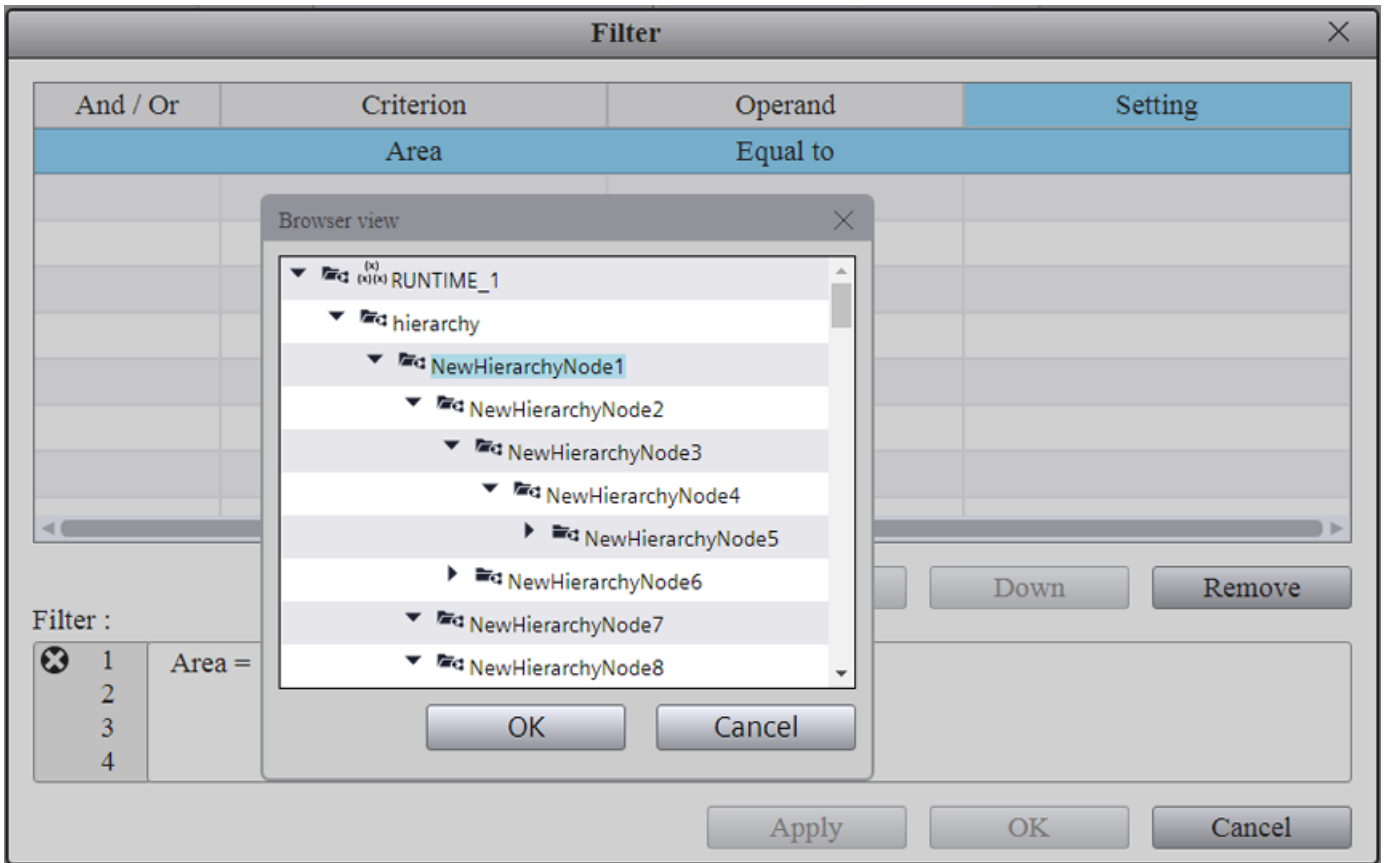 Filter
And / Or Criterion Operand Setting
Area Equal to
Browser view
(x)
(x)(x) RUNTIME_1
hierarchy
NewHierarchyNode1
NewHierarchyNode2
NewHierarchyNode3
NewHierarchyNode4
NewHierarchyNode5
NewHierarchyNode6
NewHierarchyNode7
NewHierarchyNode8
OK Cancel
Down Remove
Filter :
1 Area =
2
3
4
Apply OK Cancel